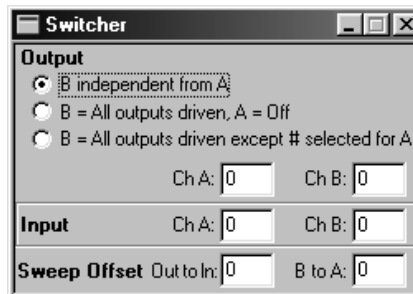 Switcher
Output
B independent from A
B = All outputs driven, A = Off
B = All outputs driven except # selected for A
Ch A: 0 Ch B: 0
Input Ch A: 0 Ch B: 0
Sweep Offset Out to In: 0 B to A: 0